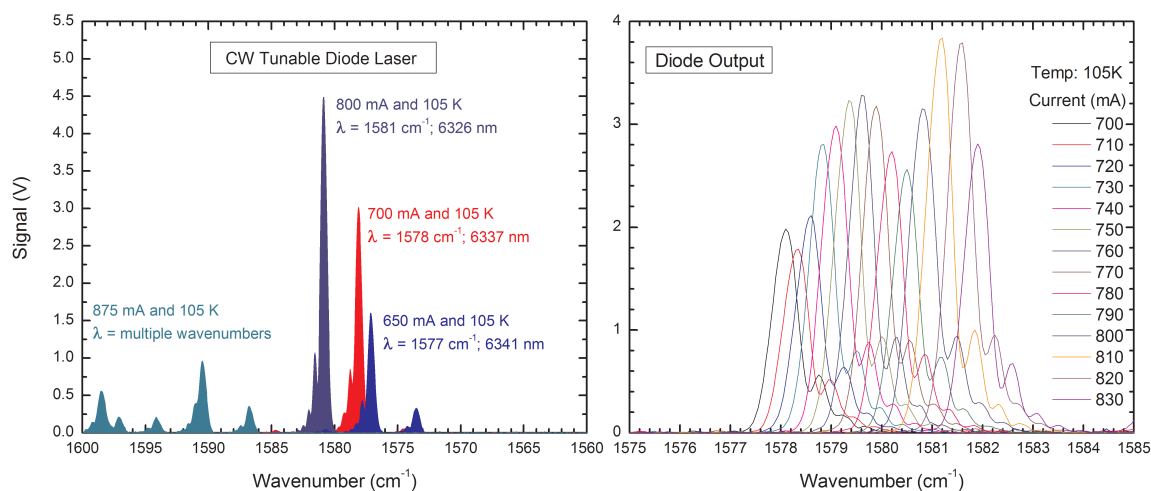 CW Tunable Diode Laser
800 mA and 105 K
λ = 1581 cm⁻¹; 6326 nm
700 mA and 105 K
λ = 1578 cm⁻¹; 6337 nm
875 mA and 105 K
λ = multiple wavenumbers
650 mA and 105 K
λ = 1577 cm⁻¹; 6341 nm
Signal (V)
5.5
5.0
4.5
4.0
3.5
3.0
2.5
2.0
1.5
1.0
0.5
0.0
1600 1595 1590 1585 1580 1575 1570 1565 1560
Wavenumber (cm⁻¹)
Diode Output
Temp: 105K
Current (mA)
700
710
720
730
740
750
760
770
780
790
800
810
820
830
4
3
2
1
0
1575 1576 1577 1578 1579 1580 1581 1582 1583 1584 1585
Wavenumber (cm⁻¹)